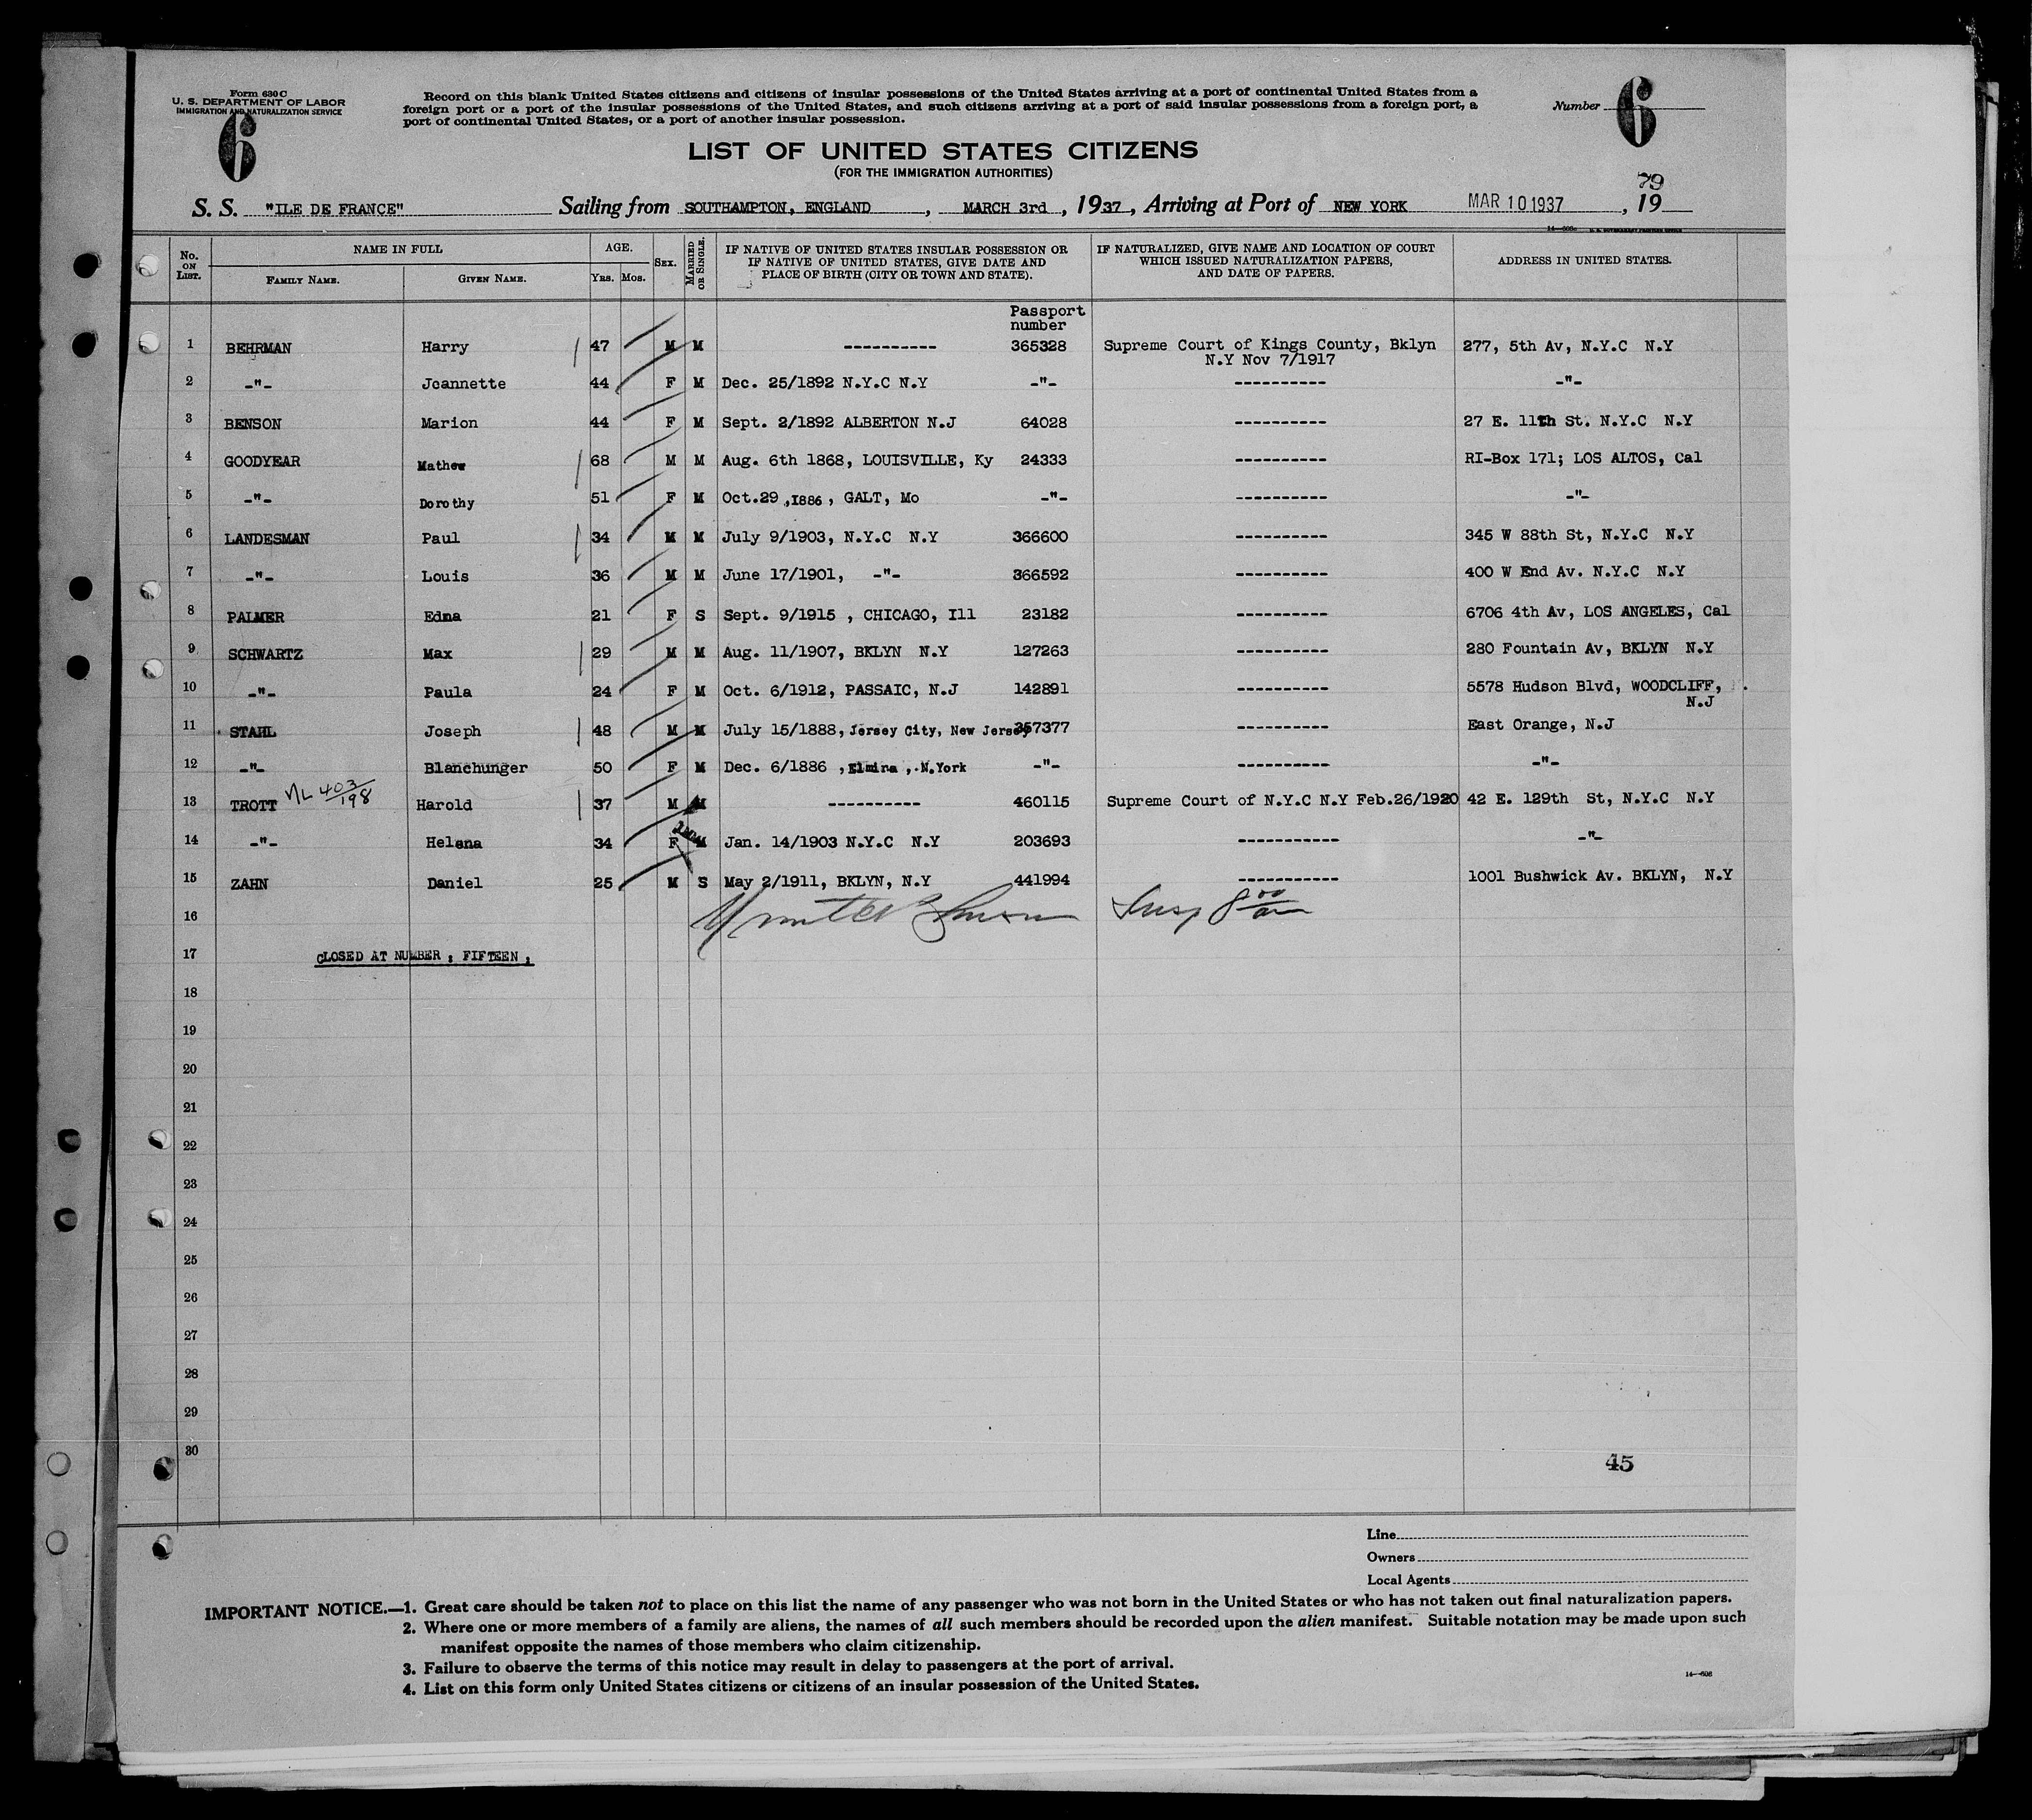 Form 630 C
U. S. DEPARTMENT OF LABOR
IMMIGRATION AND NATURALIZATION SERVICE
6
Record on this blank United States citizens and citizens of insular possessions of the United States arriving at a port of continental United States from a
foreign port or a port of the insular possessions of the United States, and such citizens arriving at a port of said insular possessions from a foreign port, a
port of continental United States, or a port of another insular possession.
Number 6
LIST OF UNITED STATES CITIZENS
(FOR THE IMMIGRATION AUTHORITIES)
79
S. S. "ILE DE FRANCE" Sailing from SOUTHAMPTON, ENGLAND, MARCH 3rd, 1937, Arriving at Port of NEW YORK MAR 10 1937, 19
No. ON LIST. NAME IN FULL FAMILY NAME. GIVEN NAME. AGE. YRS. MOS. SEX. MARRIED OR SINGLE. IF NATIVE OF UNITED STATES INSULAR POSSESSION OR IF NATIVE OF UNITED STATES, GIVE DATE AND PLACE OF BIRTH (CITY OR TOWN AND STATE). IF NATURALIZED, GIVE NAME AND LOCATION OF COURT WHICH ISSUED NATURALIZATION PAPERS, AND DATE OF PAPERS. ADDRESS IN UNITED STATES.
Passport
number
1 BEHRMAN Harry 47 M M ---------- 365328 Supreme Court of Kings County, Bklyn 277, 5th Av, N.Y.C N.Y
N.Y Nov 7/1917
2 -"- Jeannette 44 F M Dec. 25/1892 N.Y.C N.Y -"- ---------- -"-
3 BENSON Marion 44 F M Sept. 2/1892 ALBERTON N.J 64028 ---------- 27 E. 11th St. N.Y.C N.Y
4 GOODYEAR Mathew 68 M M Aug. 6th 1868, LOUISVILLE, Ky 24333 ---------- RI-Box 171; LOS ALTOS, Cal
5 -"- Dorothy 51 F M Oct.29,1886, GALT, Mo -"- ---------- -"-
6 LANDESMAN Paul 34 M M July 9/1903, N.Y.C N.Y 366600 ---------- 345 W 88th St, N.Y.C N.Y
7 -"- Louis 36 M M June 17/1901, -"- 366592 ---------- 400 W End Av. N.Y.C N.Y
8 PALMER Edna 21 F S Sept. 9/1915 , CHICAGO, Ill 23182 ---------- 6706 4th Av, LOS ANGELES, Cal
9 SCHWARTZ Max 29 M M Aug. 11/1907, BKLYN N.Y 127263 ---------- 280 Fountain Av, BKLYN N.Y
10 -"- Paula 24 F M Oct. 6/1912, PASSAIC, N.J 142891 ---------- 5578 Hudson Blvd, WOODCLIFF,
N.J
11 STAHL Joseph 48 M M July 15/1888, Jersey City, New Jersey 357377 ---------- East Orange, N.J
12 -"- Blanchunger 50 F M Dec. 6/1886 ,Elmira ,.N.York -"- ---------- -"-
13 TROTT NL 403/198 Harold 37 M M ---------- 460115 Supreme Court of N.Y.C N.Y Feb.26/1920 42 E. 129th St, N.Y.C N.Y
14 -"- Helena 34 F M Jan. 14/1903 N.Y.C N.Y 203693 ----------- -"-
15 ZAHN Daniel 25 M S May 2/1911, BKLYN, N.Y 441994 ----------- 1001 Bushwick Av. BKLYN, N.Y
16
17 CLOSED AT NUMBER ; FIFTEEN ;
18
19
20
21
22
23
24
25
26
27
28
29
30
45
Line
Owners
Local Agents
IMPORTANT NOTICE.—1. Great care should be taken not to place on this list the name of any passenger who was not born in the United States or who has not taken out final naturalization papers.
2. Where one or more members of a family are aliens, the names of all such members should be recorded upon the alien manifest. Suitable notation may be made upon such
manifest opposite the names of those members who claim citizenship.
3. Failure to observe the terms of this notice may result in delay to passengers at the port of arrival.
4. List on this form only United States citizens or citizens of an insular possession of the United States.